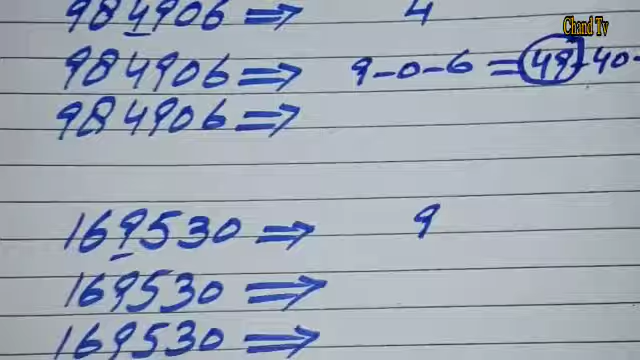 Chand Tv
984906 ⇒ 4
984906 ⇒ 9-0-6 = 49-40-
984906 ⇒
169530 ⇒ 9
169530 ⇒
169530 ⇒